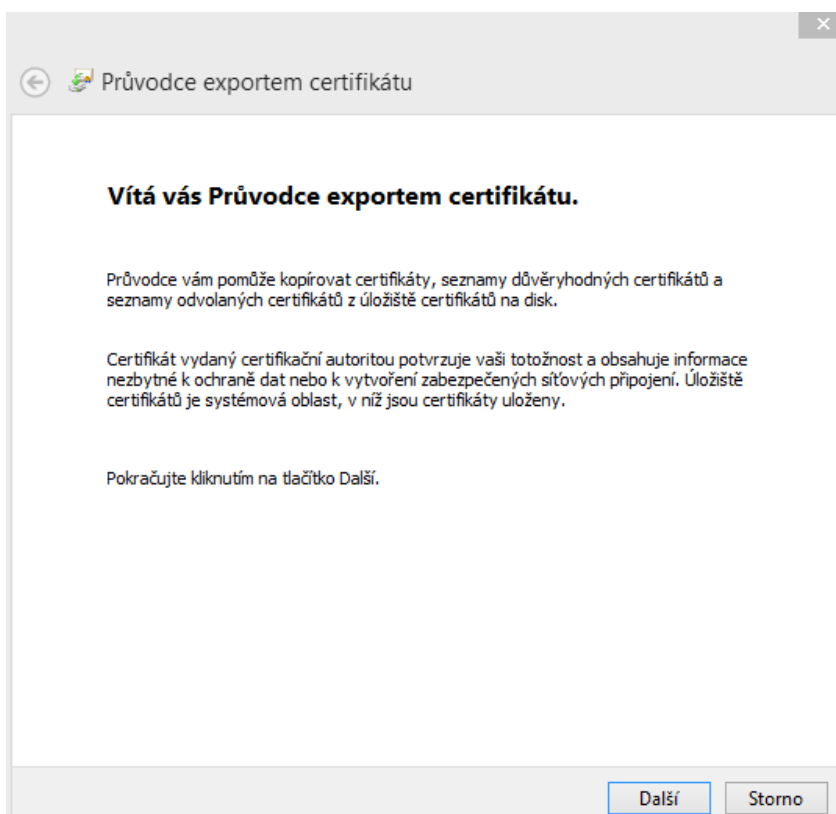 Průvodce exportem certifikátu
Vítá vás Průvodce exportem certifikátu.
Průvodce vám pomůže kopírovat certifikáty, seznamy důvěryhodných certifikátů a
seznamy odvolaných certifikátů z úložiště certifikátů na disk.
Certifikát vydaný certifikační autoritou potvrzuje vaši totožnost a obsahuje informace
nezbytné k ochraně dat nebo k vytvoření zabezpečených síťových připojení. Úložiště
certifikátů je systémová oblast, v níž jsou certifikáty uloženy.
Pokračujte kliknutím na tlačítko Další.
Další
Storno